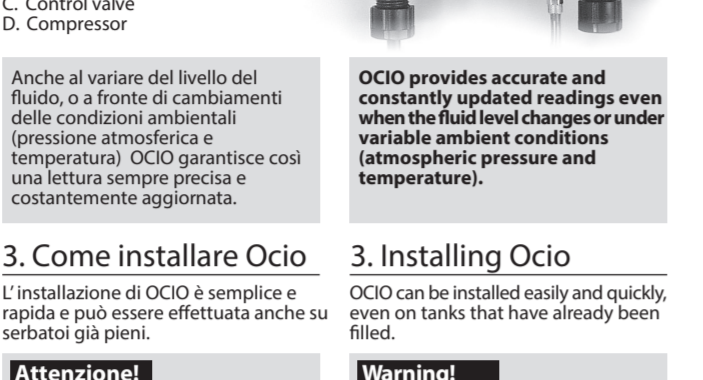 C. Control valve
D. Compressor
Anche al variare del livello del
fluido, o a fronte di cambiamenti
delle condizioni ambientali
(pressione atmosferica e
temperatura) OCIO garantisce così
una lettura sempre precisa e
costantemente aggiornata.
OCIO provides accurate and
constantly updated readings even
when the fluid level changes or under
variable ambient conditions
(atmospheric pressure and
temperature).
3. Come installare Ocio
L' installazione di OCIO è semplice e
rapida e può essere effettuata anche su
serbatoi già pieni.
Attenzione!
3. Installing Ocio
OCIO can be installed easily and quickly,
even on tanks that have already been
filled.
Warning!